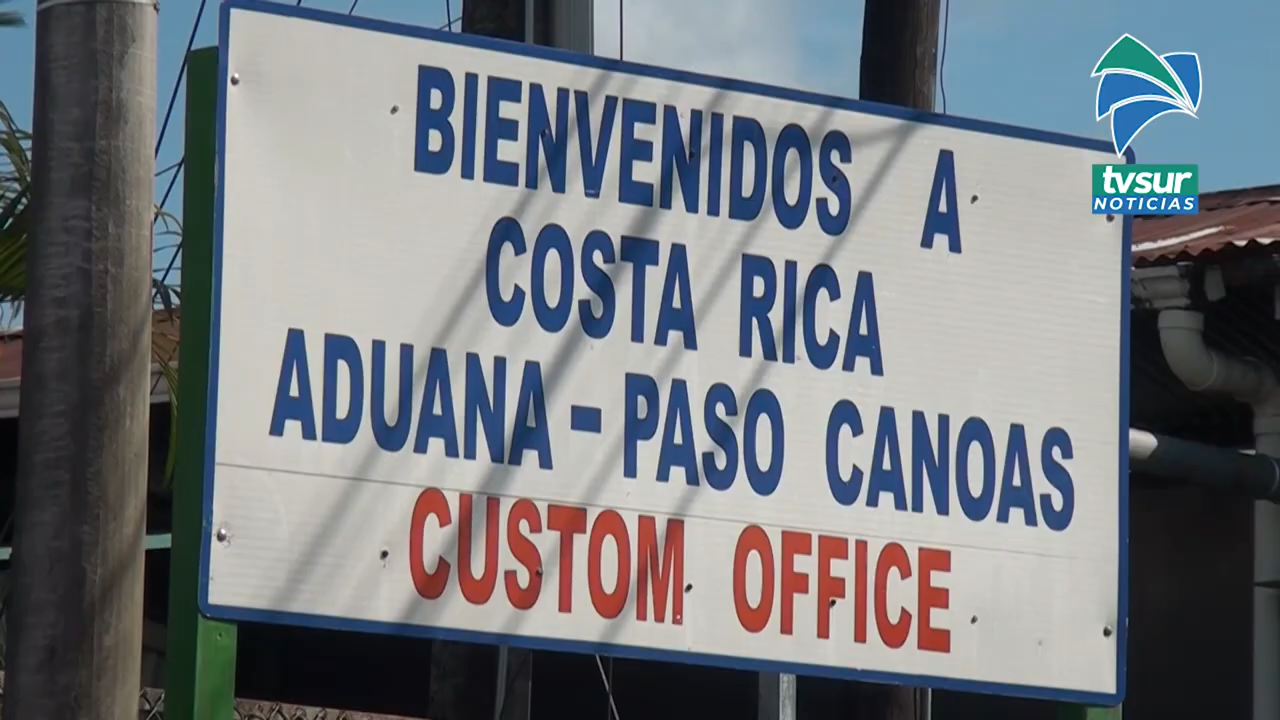 BIENVENIDOS A
COSTA RICA
ADUANA – PASO CANOAS
CUSTOM OFFICE
tvsur
NOTICIAS